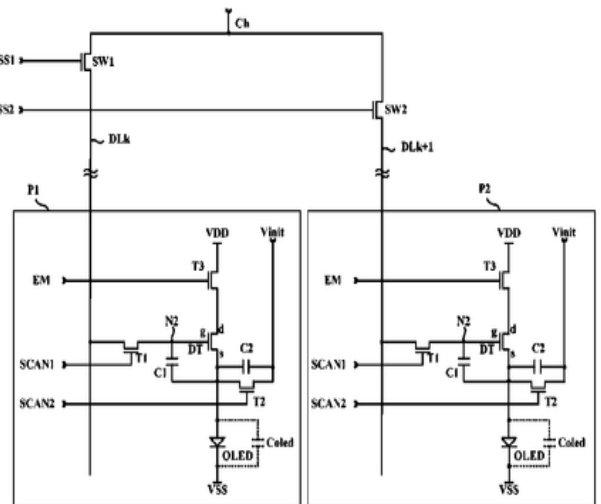 Ch
SS1
SW1
SS2
SW2
DLk
DLk+1
P1
P2
VDD
Vinit
VDD
Vinit
T3
T3
EM
EM
N2
g
d
N2
g
d
DT
s
C2
DT
s
C2
SCAN1
T1
C1
SCAN1
T1
C1
SCAN2
T2
SCAN2
T2
OLED
Coled
OLED
Coled
VSS
VSS